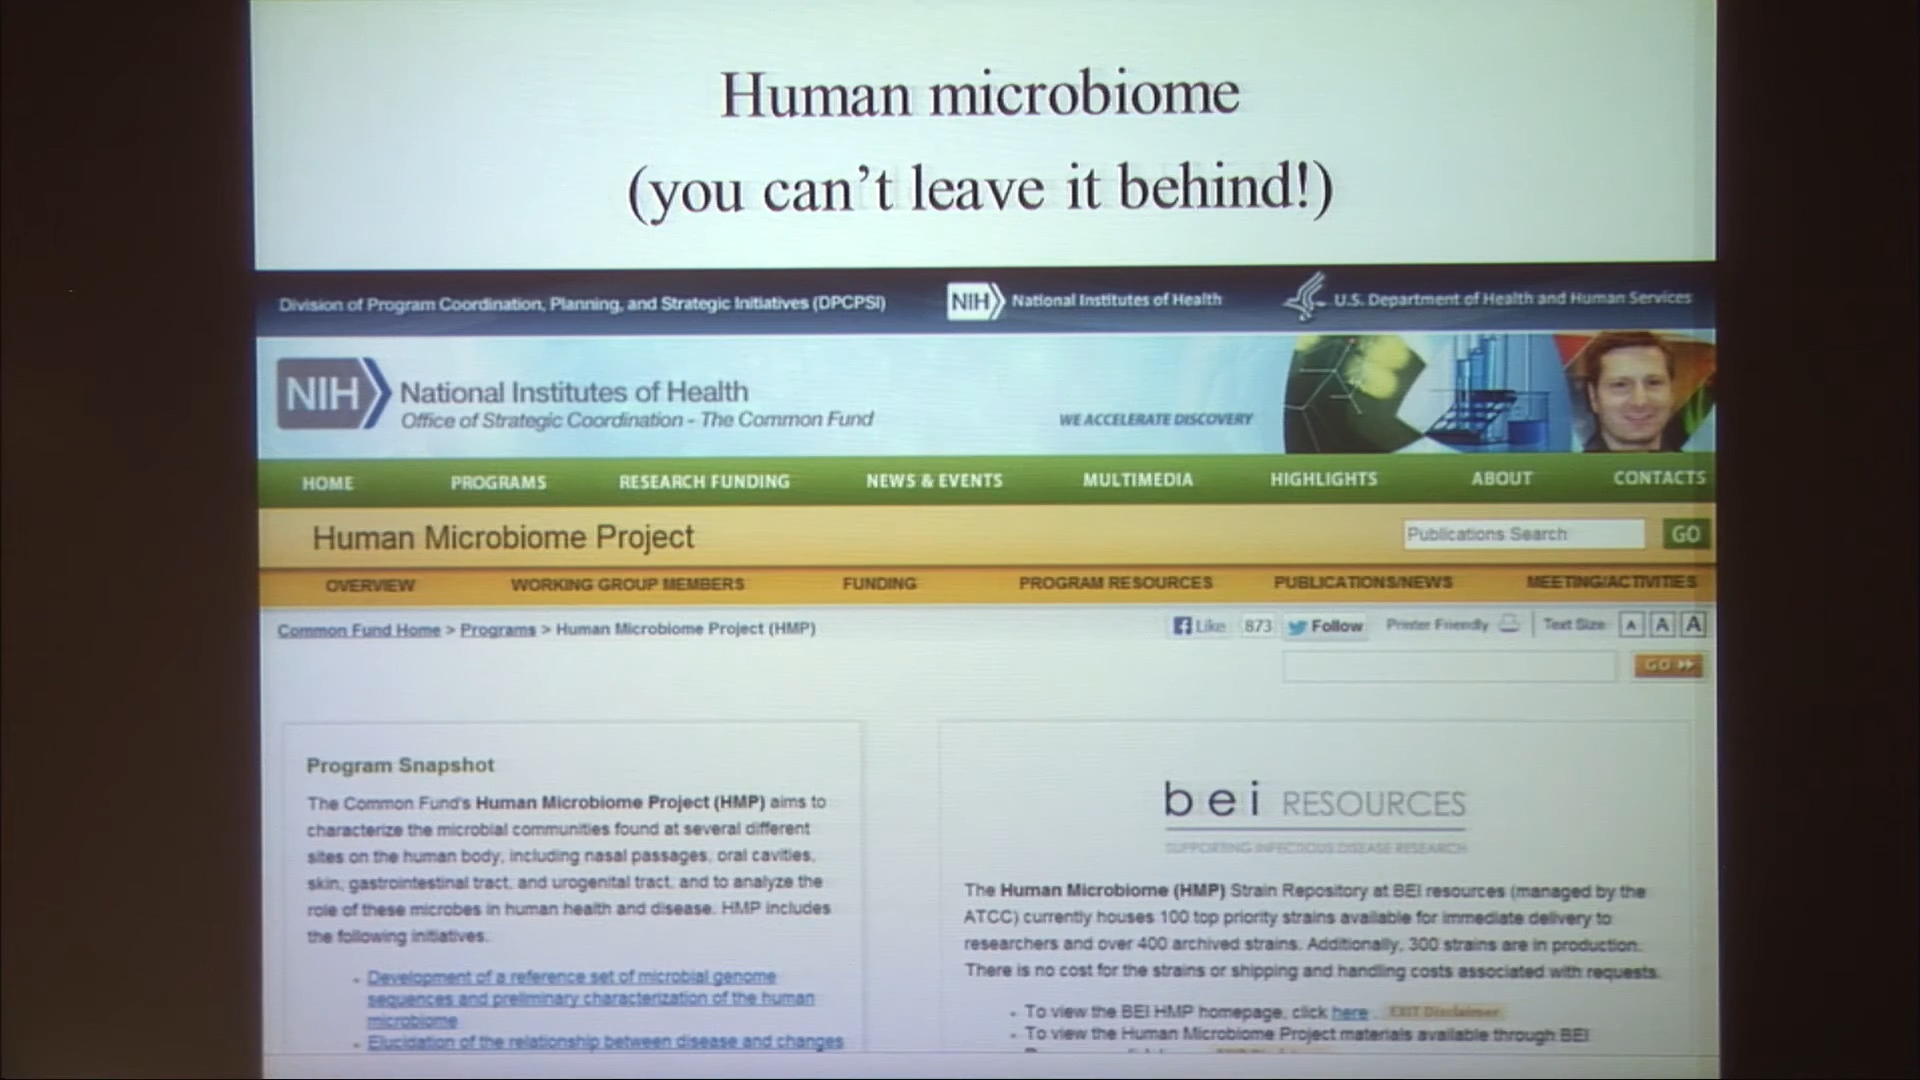 Human microbiome
(you can't leave it behind!)
Division of Program Coordination, Planning, and Strategic Initiatives (DPCPSI) NIH National Institutes of Health U.S. Department of Health and Human Services
NIH National Institutes of Health
Office of Strategic Coordination - The Common Fund WE ACCELERATE DISCOVERY
HOME PROGRAMS RESEARCH FUNDING NEWS & EVENTS MULTIMEDIA HIGHLIGHTS ABOUT CONTACTS
Human Microbiome Project Publications Search GO
OVERVIEW WORKING GROUP MEMBERS FUNDING PROGRAM RESOURCES PUBLICATIONS/NEWS MEETING/ACTIVITIES
Common Fund Home > Programs > Human Microbiome Project (HMP) Like 873 Follow Printer Friendly Text Size A A A
GO
Program Snapshot
The Common Fund's Human Microbiome Project (HMP) aims to
characterize the microbial communities found at several different
sites on the human body, including nasal passages, oral cavities,
skin, gastrointestinal tract, and urogenital tract, and to analyze the
role of these microbes in human health and disease. HMP includes
the following initiatives.
- Development of a reference set of microbial genome
sequences and preliminary characterization of the human
microbiome
- Elucidation of the relationship between disease and changes
bei RESOURCES
SUPPORTING INFECTIOUS DISEASE RESEARCH
The Human Microbiome (HMP) Strain Repository at BEI resources (managed by the
ATCC) currently houses 100 top priority strains available for immediate delivery to
researchers and over 400 archived strains. Additionally, 300 strains are in production.
There is no cost for the strains or shipping and handling costs associated with requests.
- To view the BEI HMP homepage, click here . EXIT Disclaimer
- To view the Human Microbiome Project materials available through BEI